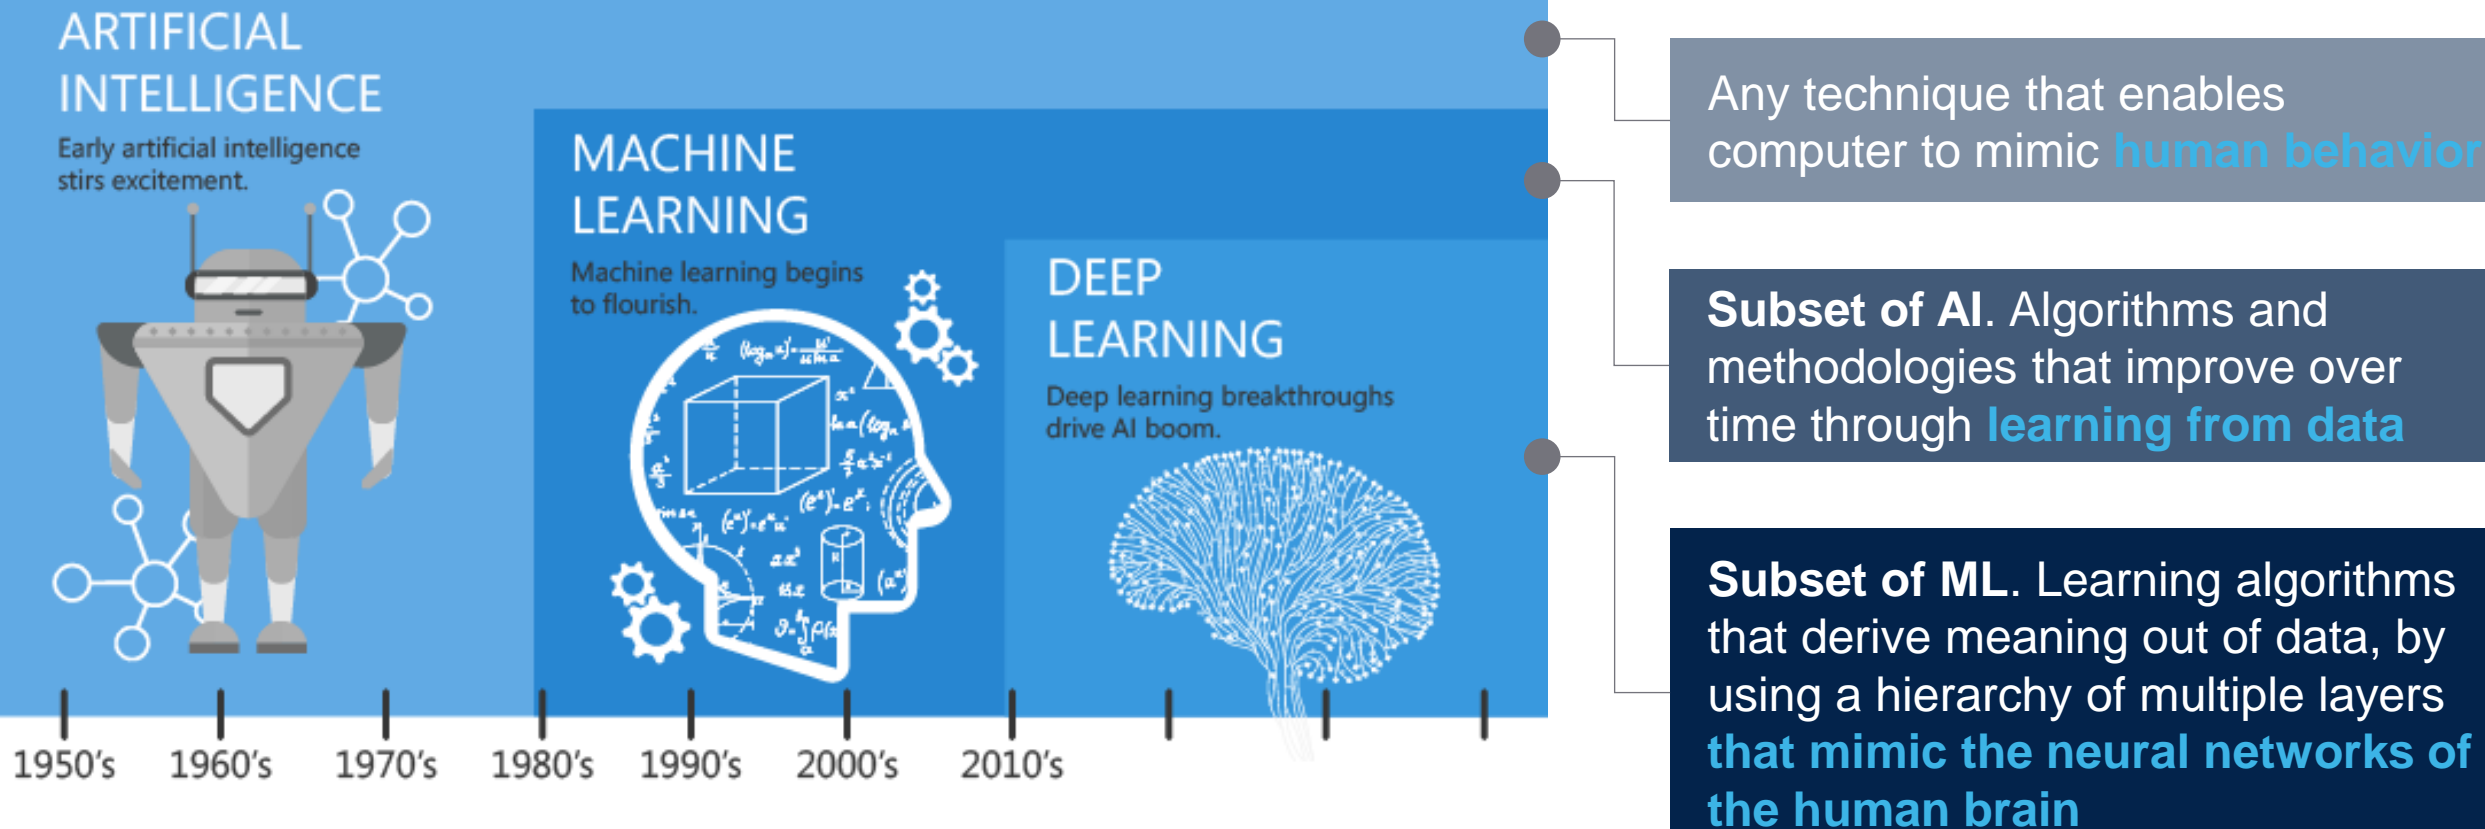 ARTIFICIAL
INTELLIGENCE
Early artificial intelligence
stirs excitement.
MACHINE
LEARNING
Machine learning begins
to flourish.
DEEP
LEARNING
Deep learning breakthroughs
drive AI boom.
1950's 1960's 1970's 1980's 1990's 2000's 2010's
Any technique that enables
computer to mimic human behavior
Subset of AI. Algorithms and
methodologies that improve over
time through learning from data
Subset of ML. Learning algorithms
that derive meaning out of data, by
using a hierarchy of multiple layers
that mimic the neural networks of
the human brain